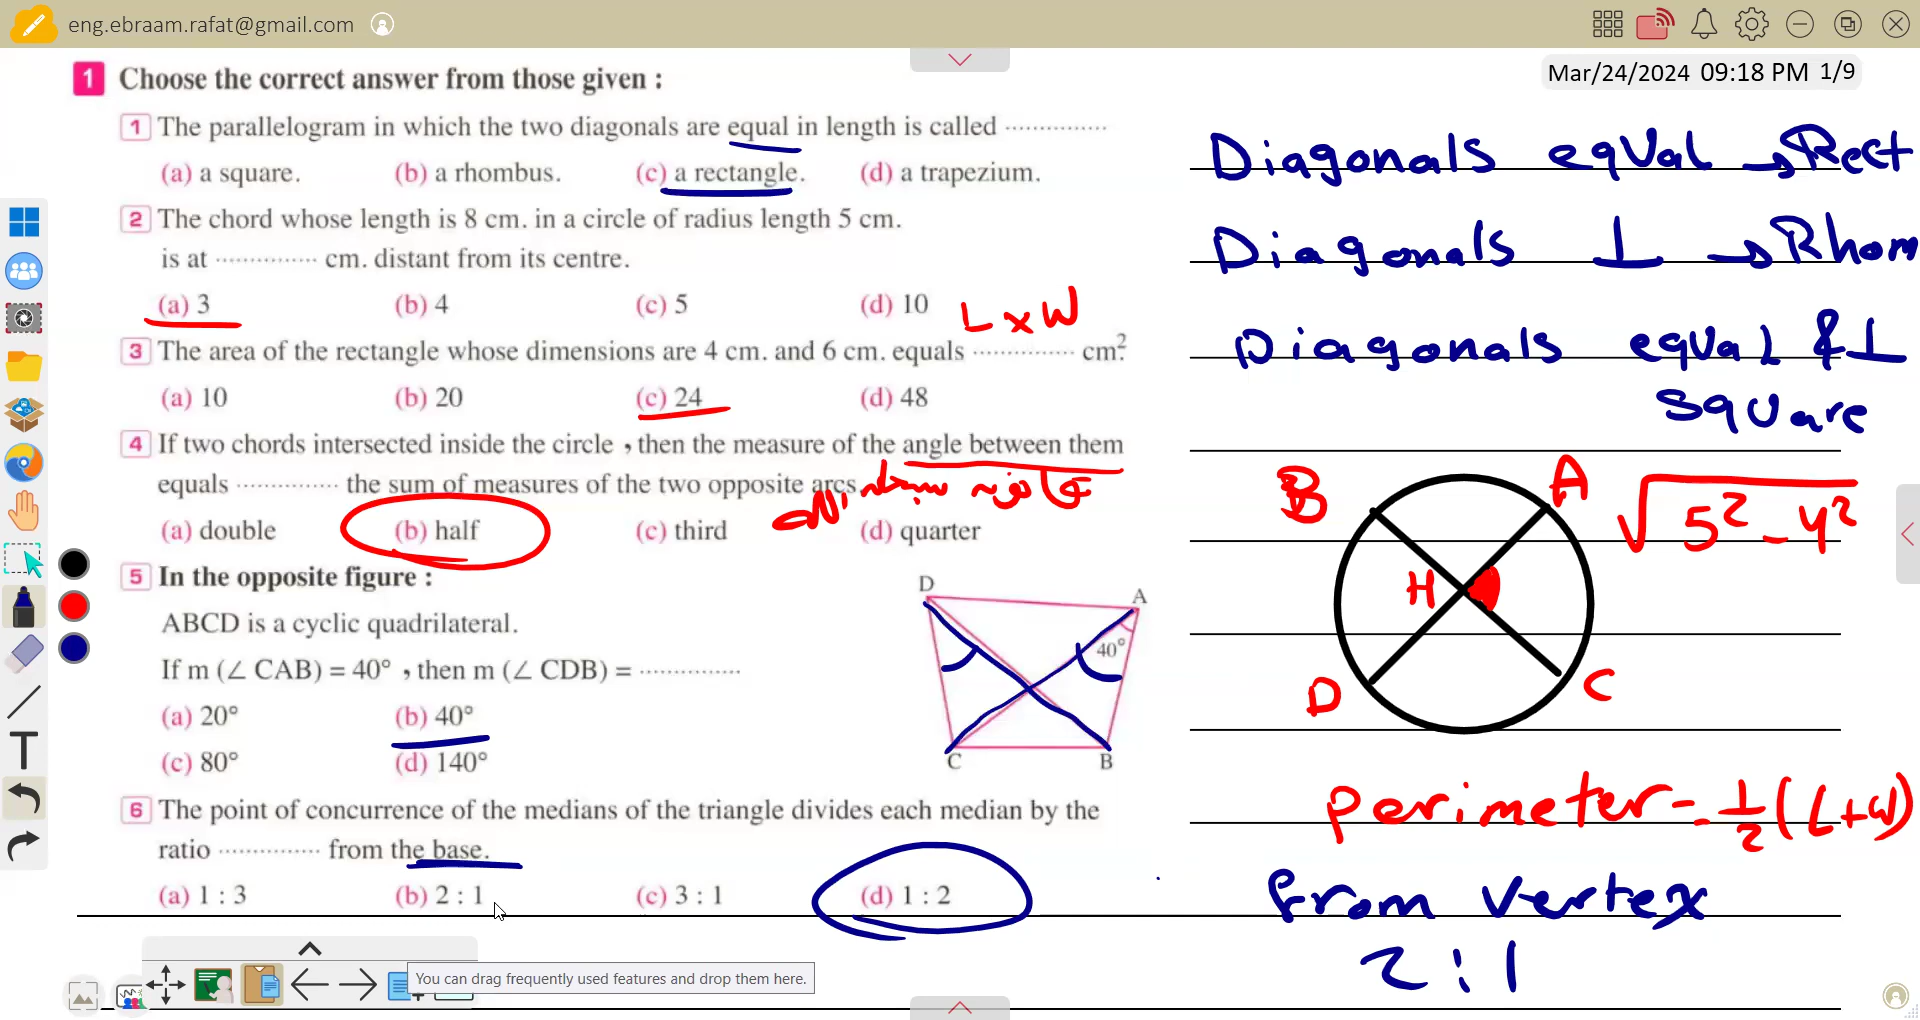 eng.ebraam.rafat@gmail.com
Mar/24/2024 09:18 PM 1/9
1 Choose the correct answer from those given :
1 The parallelogram in which the two diagonals are equal in length is called ...............
(a) a square. (b) a rhombus. (c) a rectangle. (d) a trapezium.
2 The chord whose length is 8 cm. in a circle of radius length 5 cm.
is at ............... cm. distant from its centre.
(a) 3 (b) 4 (c) 5 (d) 10
L x W
3 The area of the rectangle whose dimensions are 4 cm. and 6 cm. equals ............... cm².
(a) 10 (b) 20 (c) 24 (d) 48
4 If two chords intersected inside the circle , then the measure of the angle between them
equals ............... the sum of measures of the two opposite arcs.
(a) double (b) half (c) third (d) quarter
5 In the opposite figure :
ABCD is a cyclic quadrilateral.
If m (∠ CAB) = 40° , then m (∠ CDB) = ...............
(a) 20° (b) 40°
(c) 80° (d) 140°
D
A
40°
C
B
6 The point of concurrence of the medians of the triangle divides each median by the
ratio ............... from the base.
(a) 1 : 3 (b) 2 : 1 (c) 3 : 1 (d) 1 : 2
Diagonals equal → Rect
Diagonals ⊥ → Rhom
Diagonals equal & ⊥
square
B
A
√5² - 4²
H
D
C
perimeter = 1/2 (L+W)
from vertex
2 : 1
T
You can drag frequently used features and drop them here.